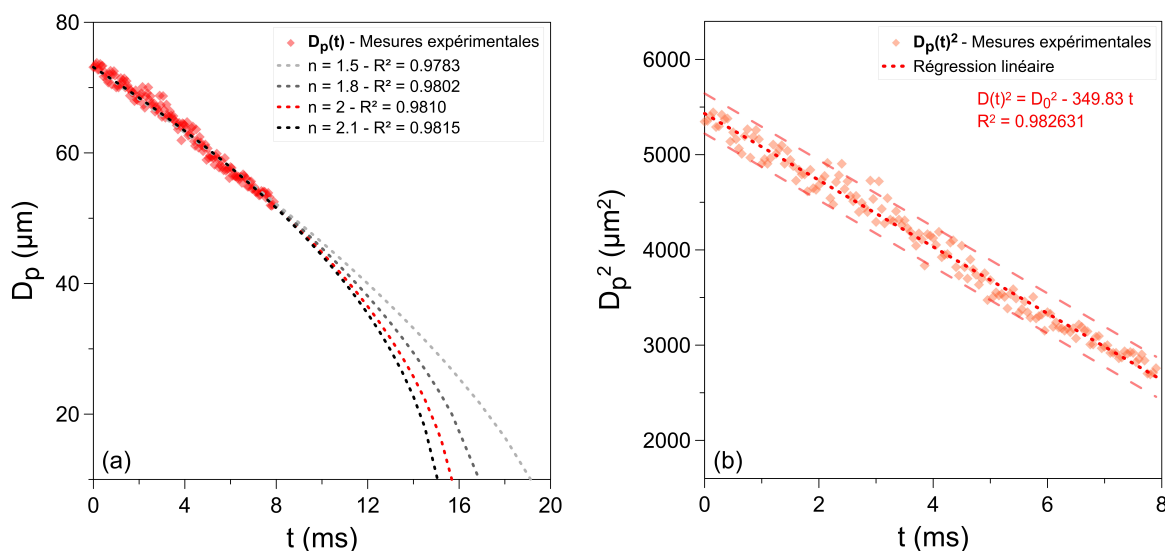 80
60
40
20
0
4
8
12
16
20
Dp (µm)
t (ms)
(a)
Dp(t) - Mesures expérimentales
n = 1.5 - R² = 0.9783
n = 1.8 - R² = 0.9802
n = 2 - R² = 0.9810
n = 2.1 - R² = 0.9815
6000
5000
4000
3000
2000
0
2
4
6
8
Dp² (µm²)
t (ms)
(b)
Dp(t)² - Mesures expérimentales
Régression linéaire
D(t)² = D₀² - 349.83 t
R² = 0.982631